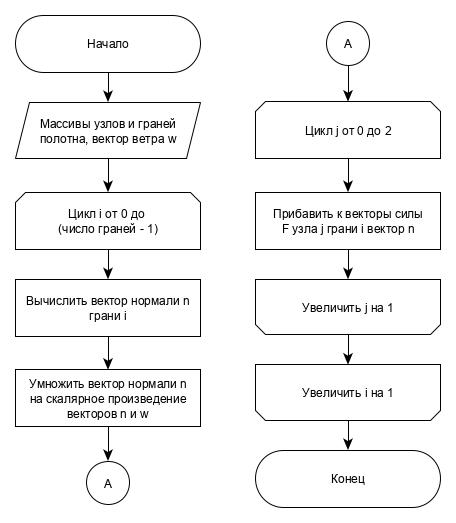 Начало
Массивы узлов и граней
полотна, вектор ветра w
Цикл i от 0 до
(число граней - 1)
Вычислить вектор нормали n
грани i
Умножить вектор нормали n
на скалярное произведение
векторов n и w
А
А
Цикл j от 0 до 2
Прибавить к векторы силы
F узла j грани i вектор n
Увеличить j на 1
Увеличить i на 1
Конец